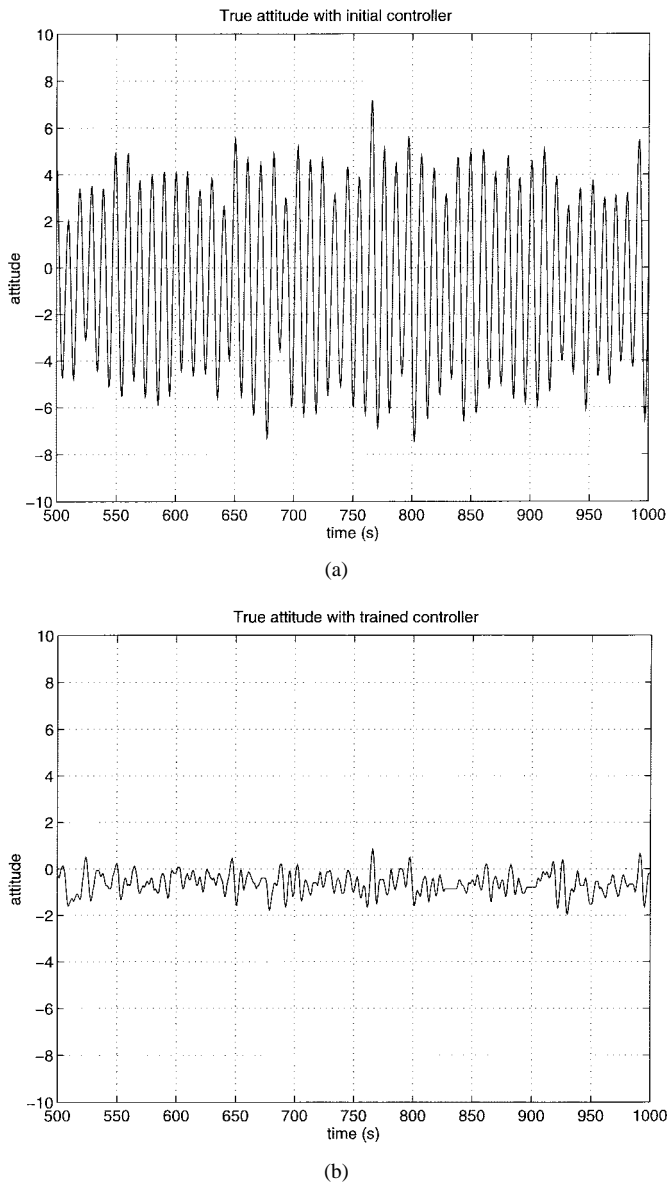 True attitude with initial controller
10
8
6
4
2
0
−2
−4
−6
−8
−10
attitude
500 550 600 650 700 750 800 850 900 950 1000
time (s)
(a)
True attitude with trained controller
10
8
6
4
2
0
−2
−4
−6
−8
−10
attitude
500 550 600 650 700 750 800 850 900 950 1000
time (s)
(b)